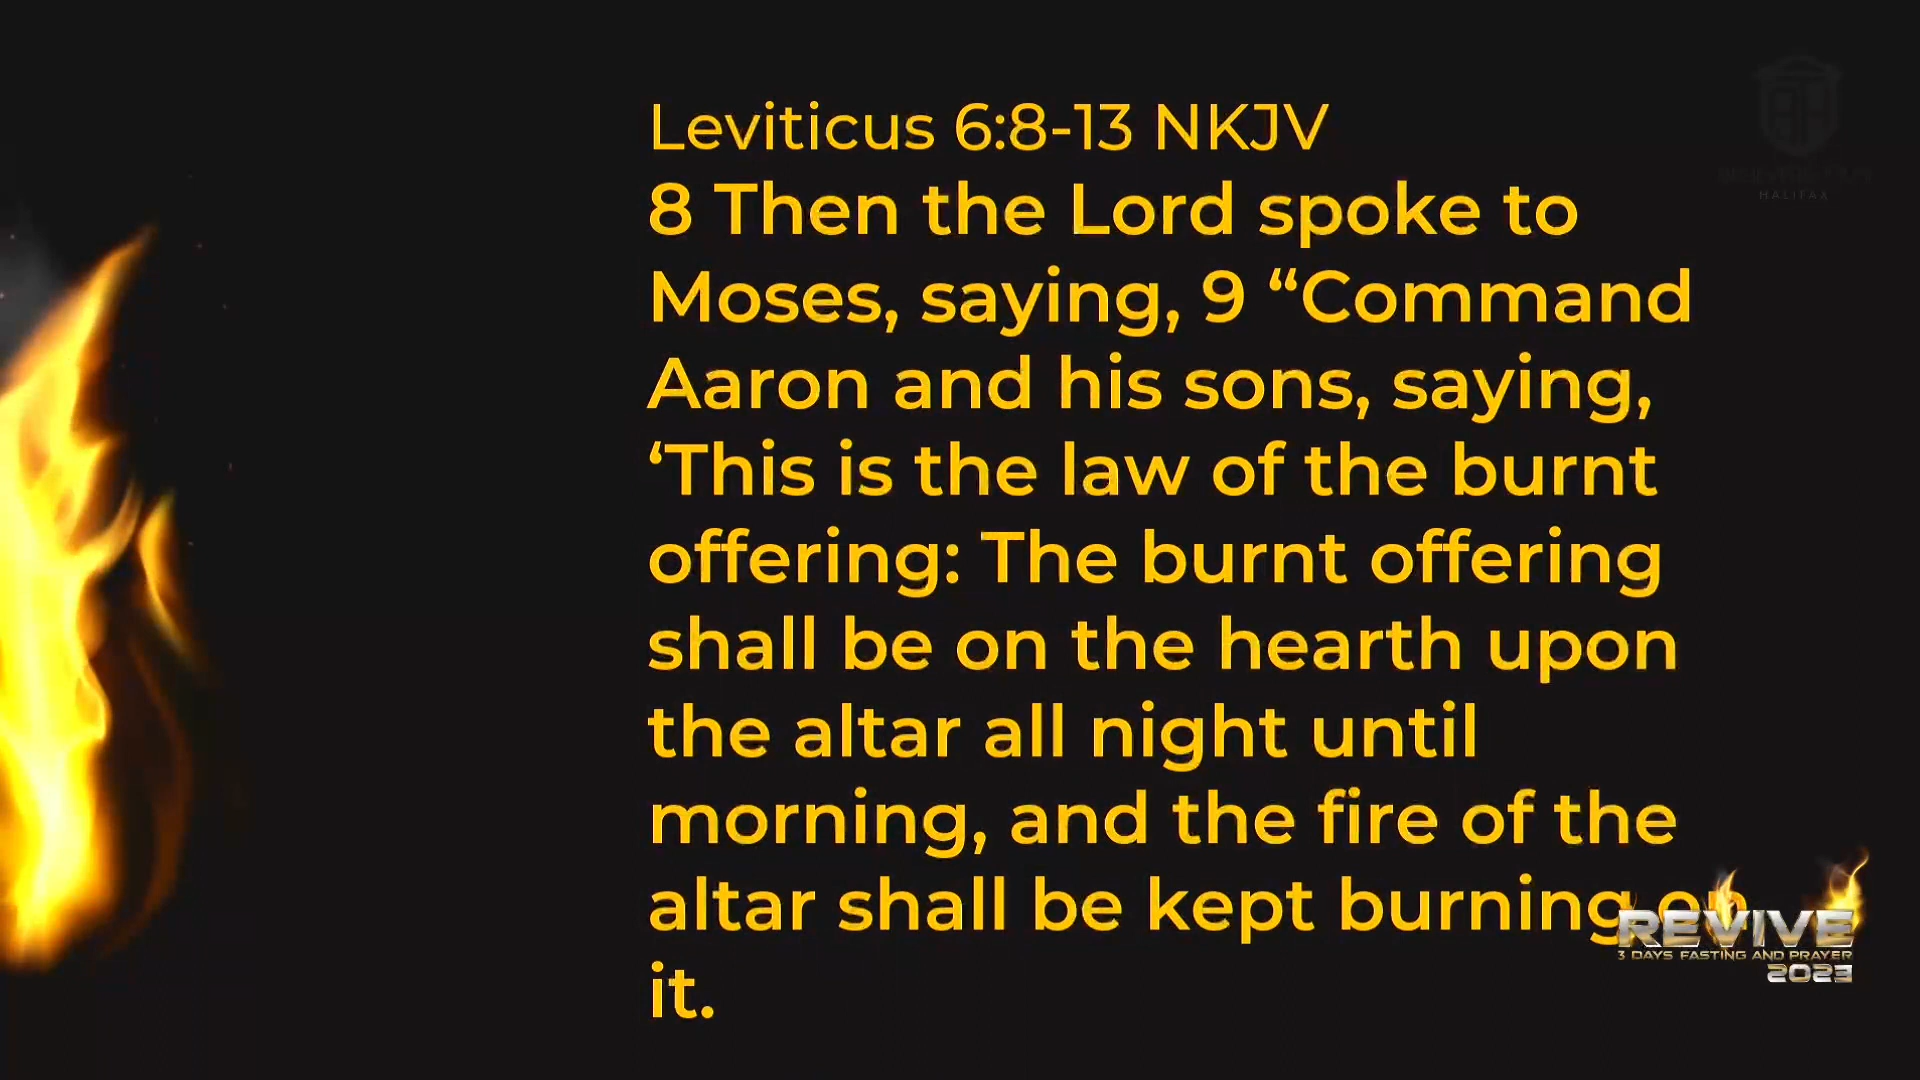 Leviticus 6:8-13 NKJV
8 Then the Lord spoke to
Moses, saying, 9 “Command
Aaron and his sons, saying,
‘This is the law of the burnt
offering: The burnt offering
shall be on the hearth upon
the altar all night until
morning, and the fire of the
altar shall be kept burning on
it.
REVIVE
3 DAYS FASTING AND PRAYER
2023
HALIFAX